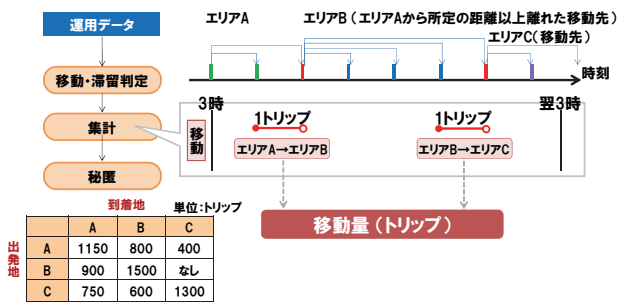 運用データ
移動・滞留判定
集計
秘匿
エリアA
エリアB（エリアAから所定の距離以上離れた移動先）
エリアC（移動先）
時刻
3時
翌3時
移動
1トリップ
1トリップ
エリアA→エリアB
エリアB→エリアC
移動量（トリップ）
到着地
単位：トリップ
出発地
A B C
A 1150 800 400
B 900 1500 なし
C 750 600 1300